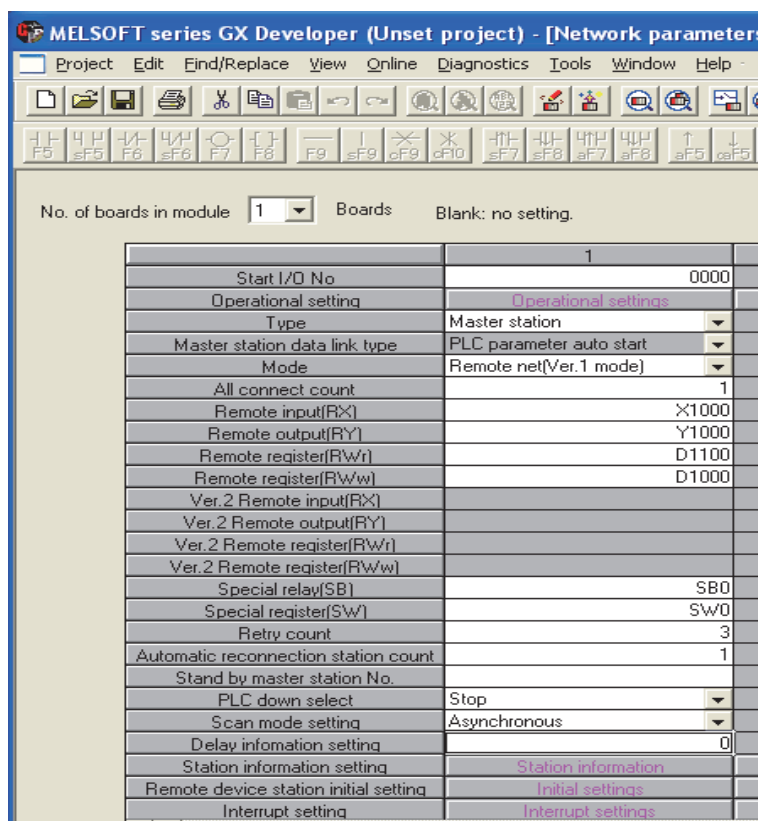 MELSOFT series GX Developer (Unset project) - [Network parameters
Project Edit Find/Replace View Online Diagnostics Tools Window Help
F5 sF5 F6 sF6 F7 F8 F9 sF9 cF9 cF10 sF7 sF8 aF7 aF8 aF5 caF5
No. of boards in module 1 Boards Blank: no setting.
1
Start I/O No 0000
Operational setting Operational settings
Type Master station
Master station data link type PLC parameter auto start
Mode Remote net(Ver.1 mode)
All connect count 1
Remote input(RX) X1000
Remote output(RY) Y1000
Remote register(RWr) D1100
Remote register(RWw) D1000
Ver.2 Remote input(RX)
Ver.2 Remote output(RY)
Ver.2 Remote register(RWr)
Ver.2 Remote register(RWw)
Special relay(SB) SB0
Special register(SW) SW0
Retry count 3
Automatic reconnection station count 1
Stand by master station No.
PLC down select Stop
Scan mode setting Asynchronous
Delay infomation setting 0
Station information setting Station information
Remote device station initial setting Initial settings
Interrupt setting Interrupt settings